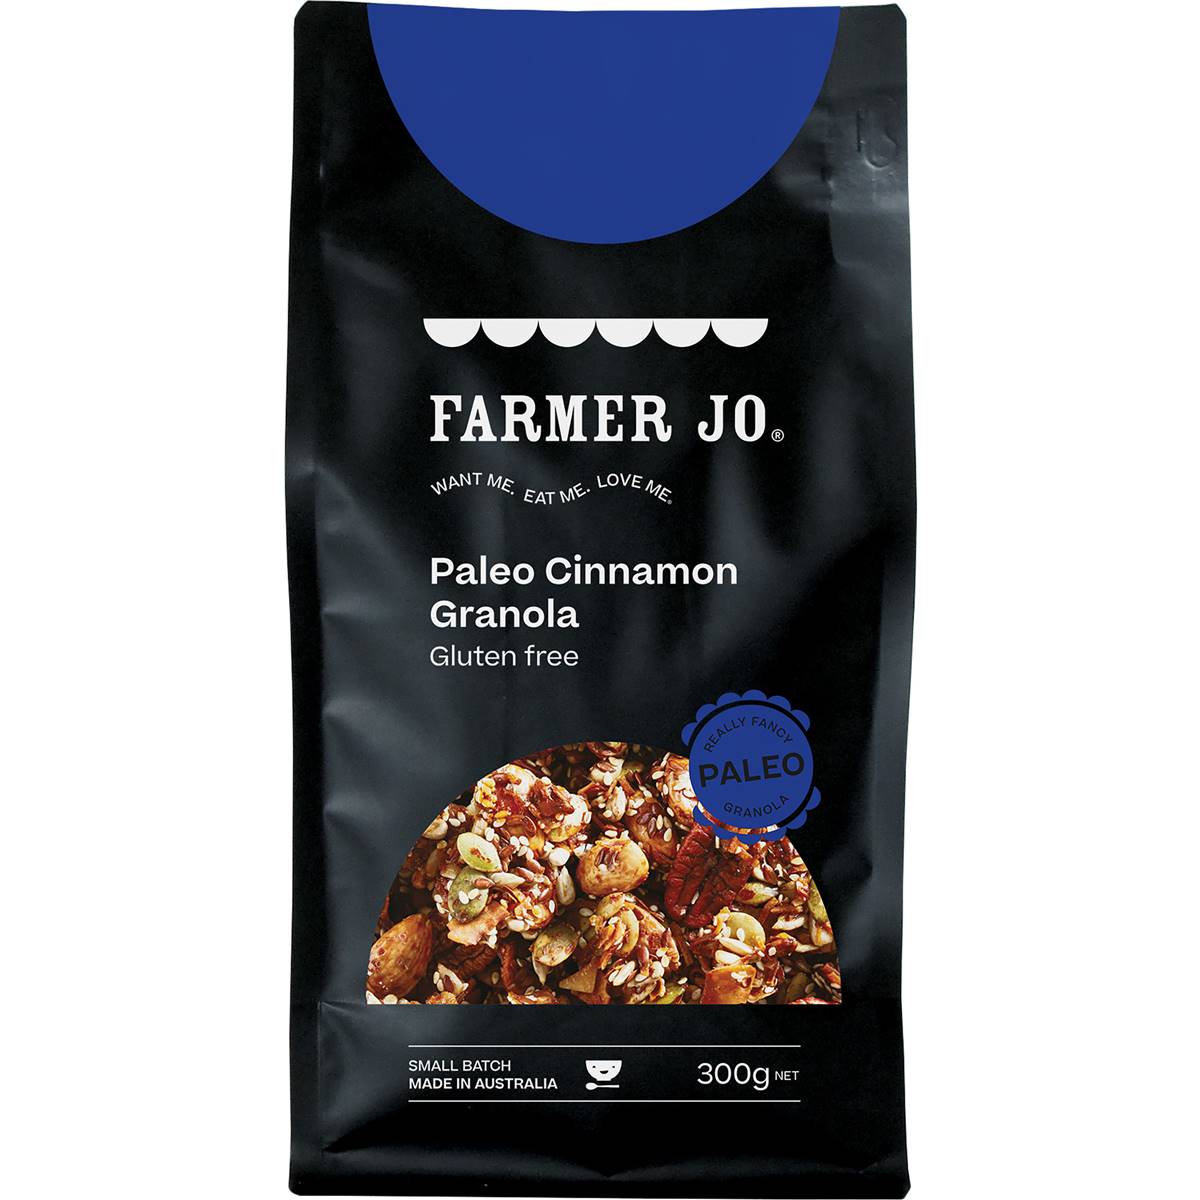 FARMER JO®
WANT ME. EAT ME. LOVE ME.®
Paleo Cinnamon
Granola
Gluten free
REALLY FANCY
PALEO
GRANOLA
SMALL BATCH
MADE IN AUSTRALIA
300g NET